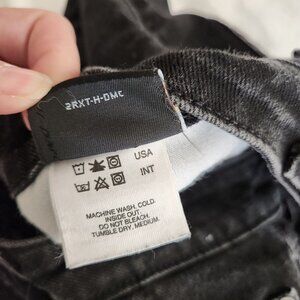 2RXT-H-DMC
USA
INT
MACHINE WASH, COLD.
INSIDE OUT.
DO NOT BLEACH.
TUMBLE DRY, MEDIUM.